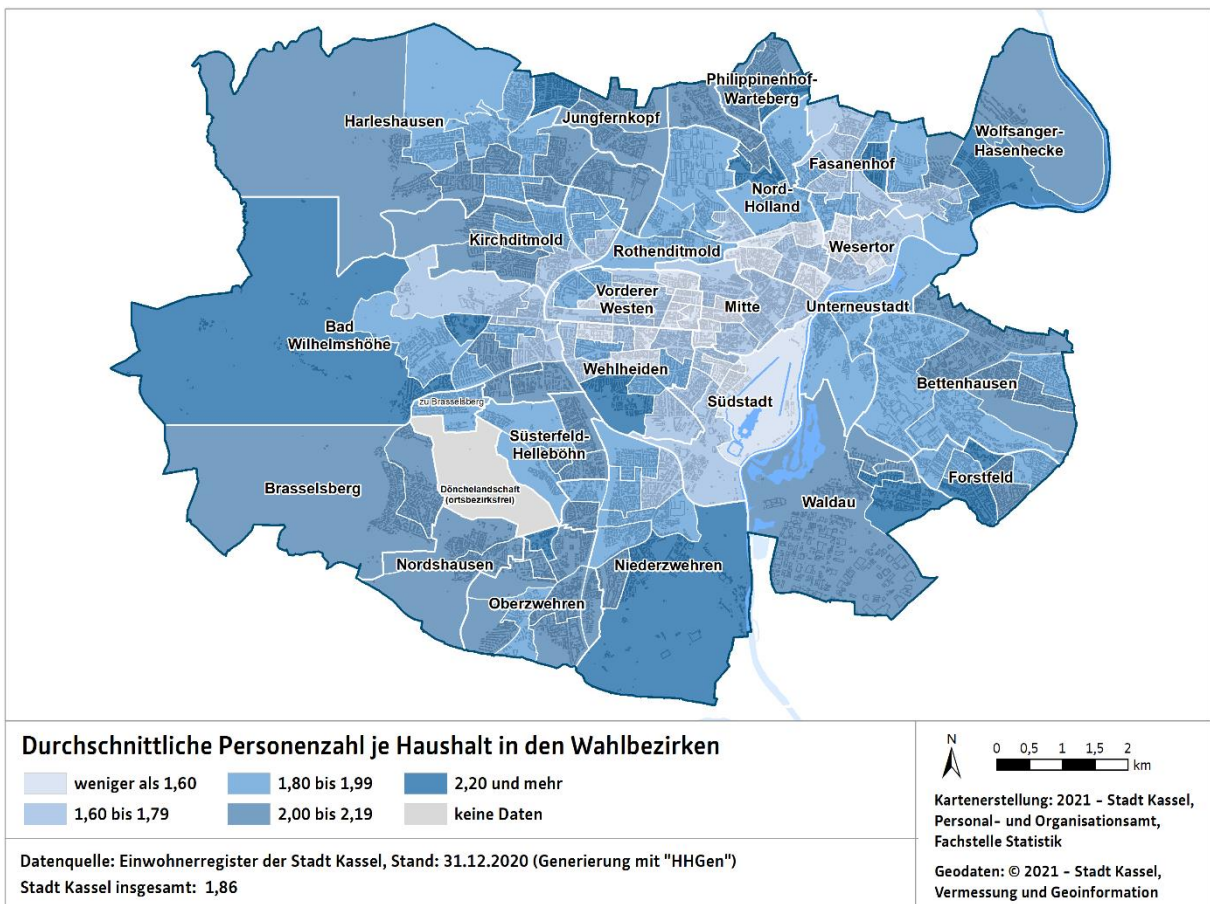 Philippinenhof-
Warteberg
Harleshausen
Jungfernkopf
Wolfsanger-
Hasenhecke
Fasanenhof
Nord-
Holland
Kirchditmold
Rothenditmold
Wesertor
Vorderer
Westen
Mitte
Unterneustadt
Bad
Wilhelmshöhe
Wehlheiden
Bettenhausen
zu Brasselsberg
Südstadt
Süsterfeld-
Helleböhn
Brasselsberg
Dönchelandschaft
(ortsbezirksfrei)
Forstfeld
Waldau
Nordshausen
Niederzwehren
Oberzwehren
Durchschnittliche Personenzahl je Haushalt in den Wahlbezirken
weniger als 1,60
1,80 bis 1,99
2,20 und mehr
1,60 bis 1,79
2,00 bis 2,19
keine Daten
Datenquelle: Einwohnerregister der Stadt Kassel, Stand: 31.12.2020 (Generierung mit "HHGen")
Stadt Kassel insgesamt: 1,86
N
0 0,5 1 1,5 2
km
Kartenerstellung: 2021 - Stadt Kassel,
Personal- und Organisationsamt,
Fachstelle Statistik
Geodaten: © 2021 - Stadt Kassel,
Vermessung und Geoinformation